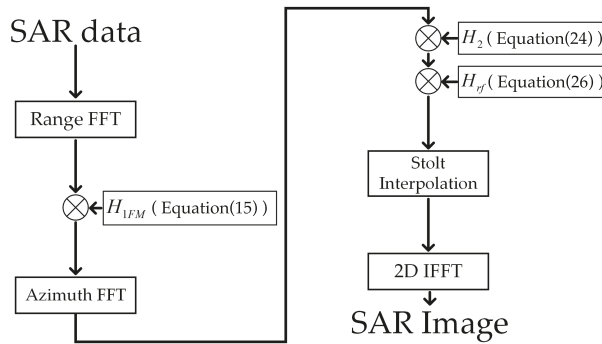 SAR data
Range FFT
H1FM ( Equation(15) )
Azimuth FFT
H2 ( Equation(24) )
Hrf ( Equation(26) )
Stolt
Interpolation
2D IFFT
SAR Image